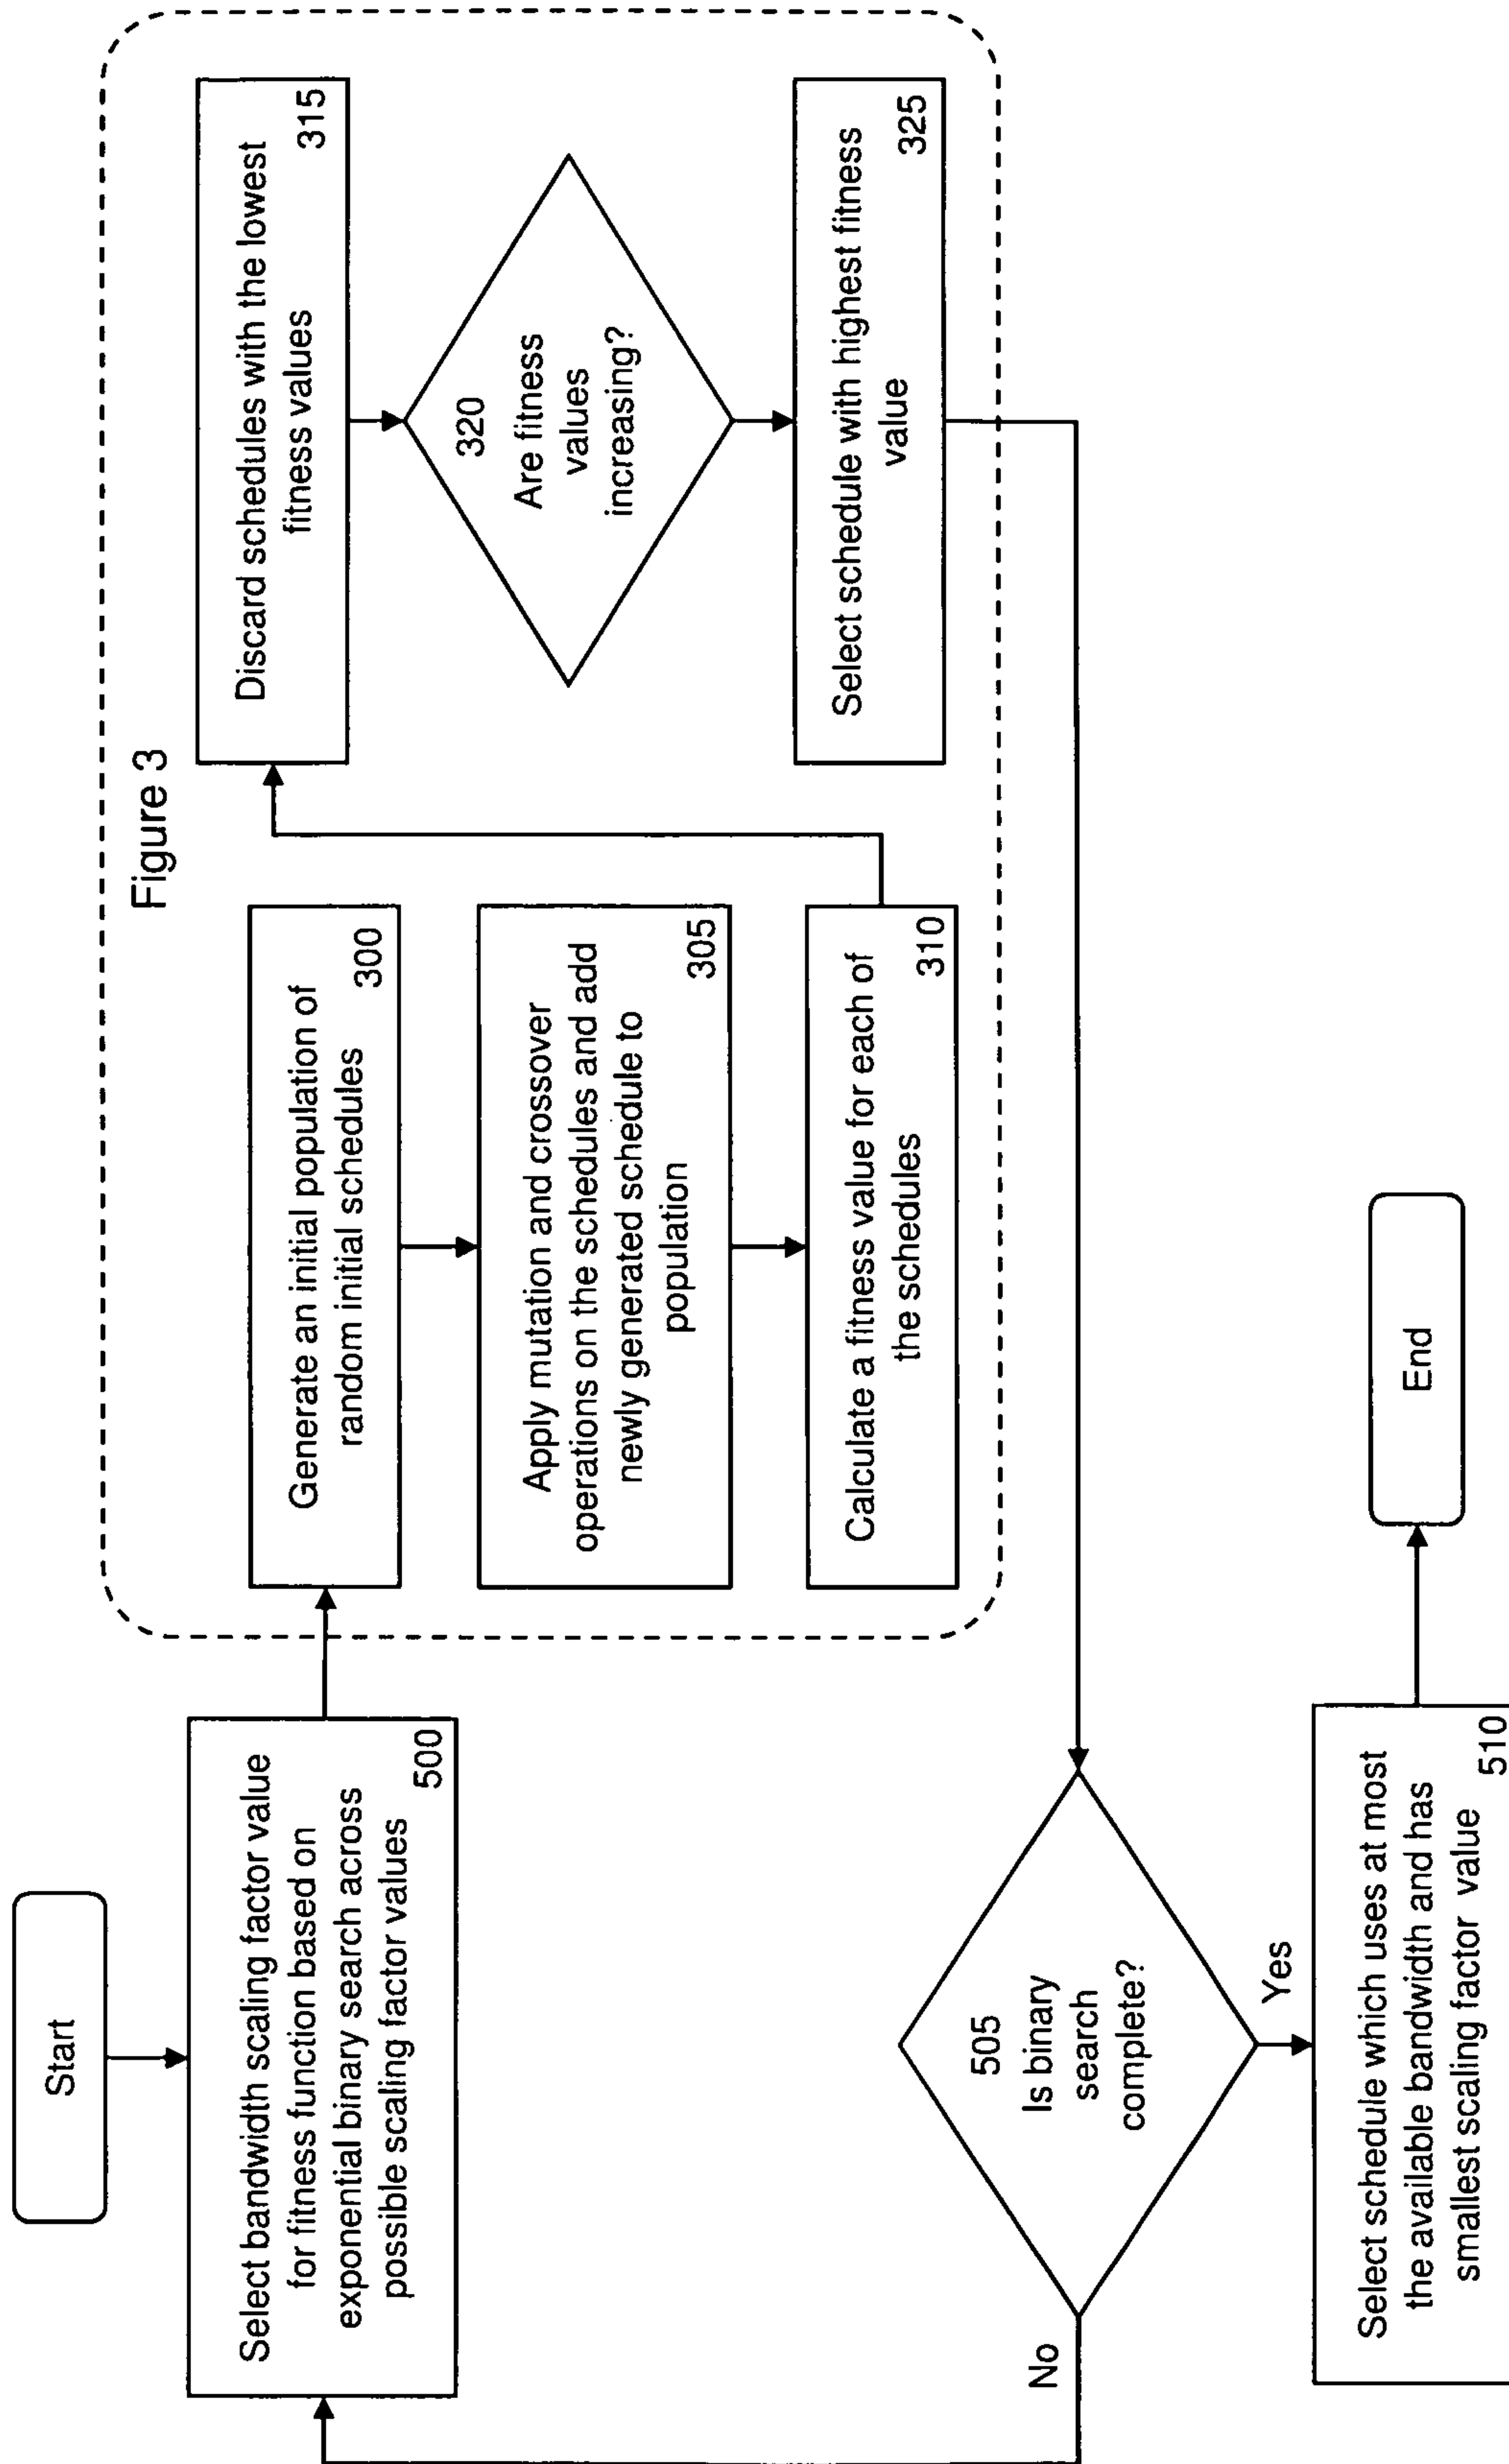 Start
Select bandwidth scaling factor value
for fitness function based on
exponential binary search across
possible scaling factor values
500
Figure 3
Generate an initial population of
random initial schedules
300
Apply mutation and crossover
operations on the schedules and add
newly generated schedule to
population
305
Calculate a fitness value for each of
the schedules
310
Discard schedules with the lowest
fitness values
315
320
Are fitness
values
increasing?
Select schedule with highest fitness
value
325
505
Is binary
search
complete?
No
Yes
Select schedule which uses at most
the available bandwidth and has
smallest scaling factor value
510
End